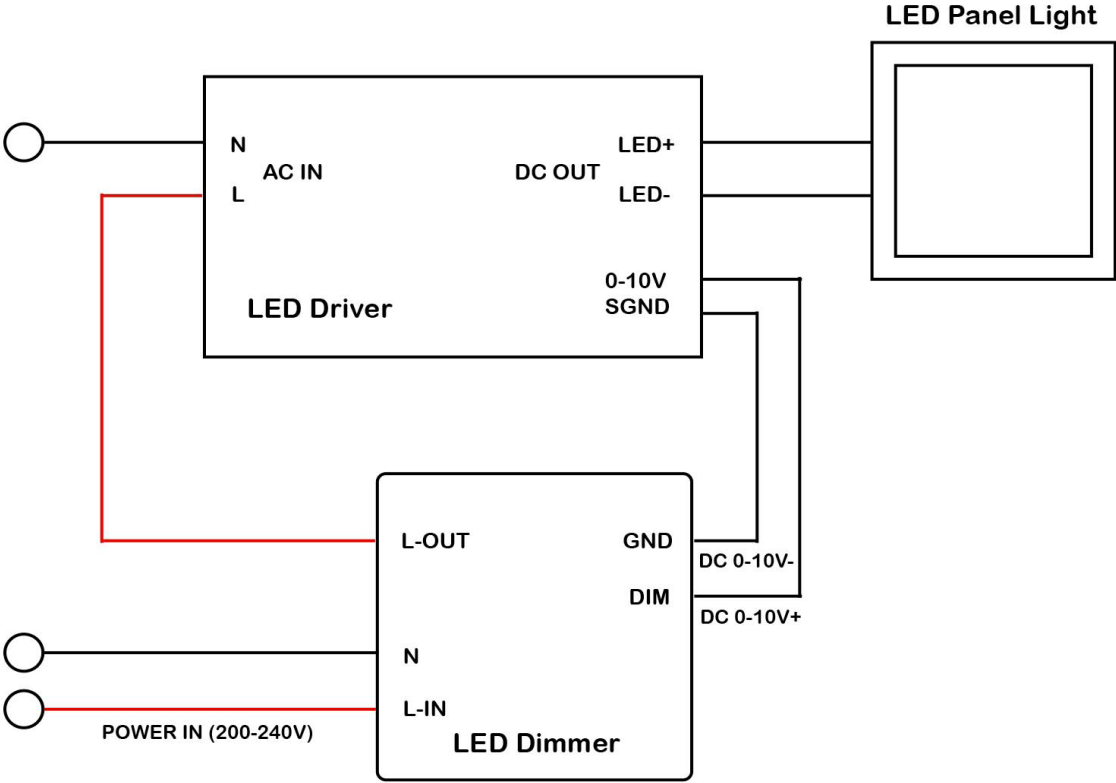 LED Panel Light
N
LED+
AC IN
DC OUT
L
LED-
0-10V
LED Driver
SGND
L-OUT
GND
DC 0-10V-
DIM
DC 0-10V+
N
L-IN
POWER IN (200-240V)
LED Dimmer